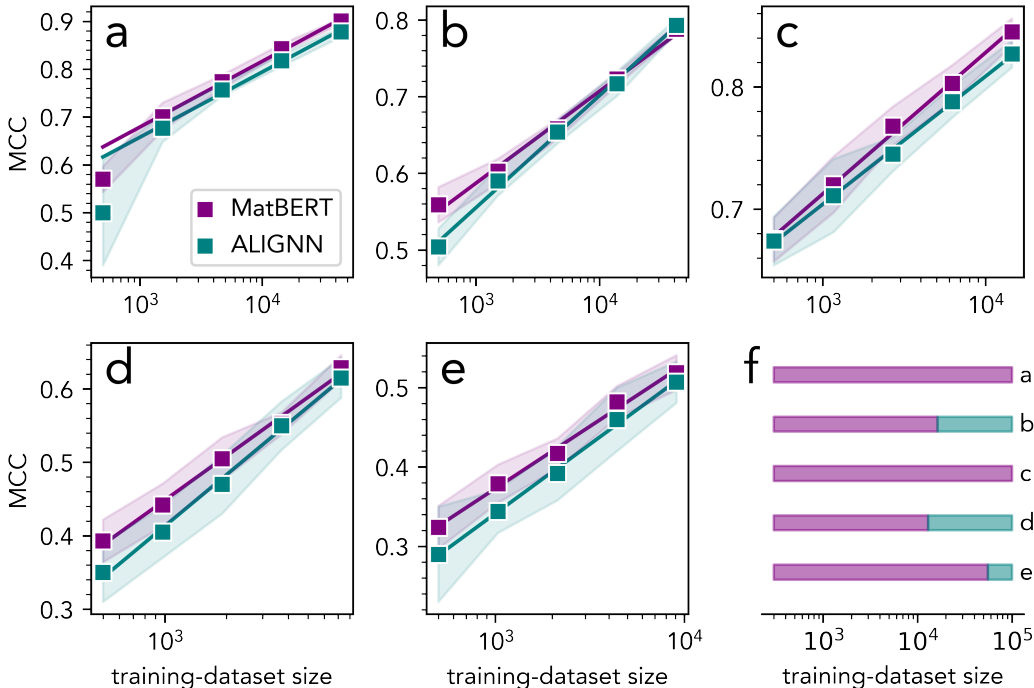 a
MCC
0.9
0.8
0.7
0.6
0.5
0.4
10³
10⁴
MatBERT
ALIGNN
b
0.8
0.7
0.6
0.5
10³
10⁴
c
0.8
0.7
10³
10⁴
d
MCC
0.6
0.5
0.4
0.3
10³
training-dataset size
e
0.5
0.4
0.3
10³
10⁴
training-dataset size
f
a
b
c
d
e
10³
10⁴
10⁵
training-dataset size